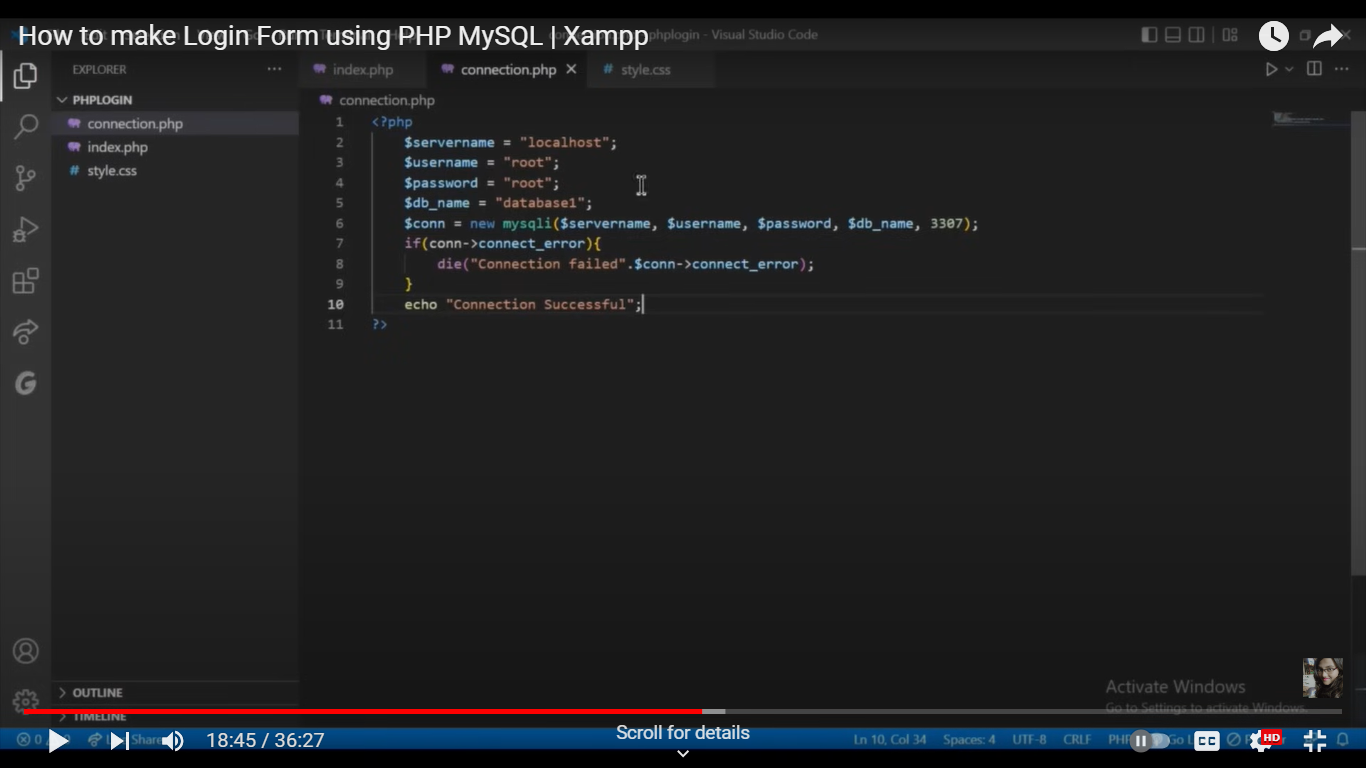 How to make Login Form using PHP MySQL | Xampp
phplogin - Visual Studio Code
EXPLORER
index.php
connection.php
style.css
PHPLOGIN
connection.php
index.php
style.css
connection.php
1 <?php
2 $servername = "localhost";
3 $username = "root";
4 $password = "root";
5 $db_name = "database1";
6 $conn = new mysqli($servername, $username, $password, $db_name, 3307);
7 if(conn->connect_error){
8 die("Connection failed".$conn->connect_error);
9 }
10 echo "Connection Successful";
11 ?>
OUTLINE
TIMELINE
Activate Windows
Go to Settings to activate Windows.
Scroll for details
18:45 / 36:27
Ln 10, Col 34
Spaces: 4
UTF-8
CRLF
PHP
Go
CC
HD